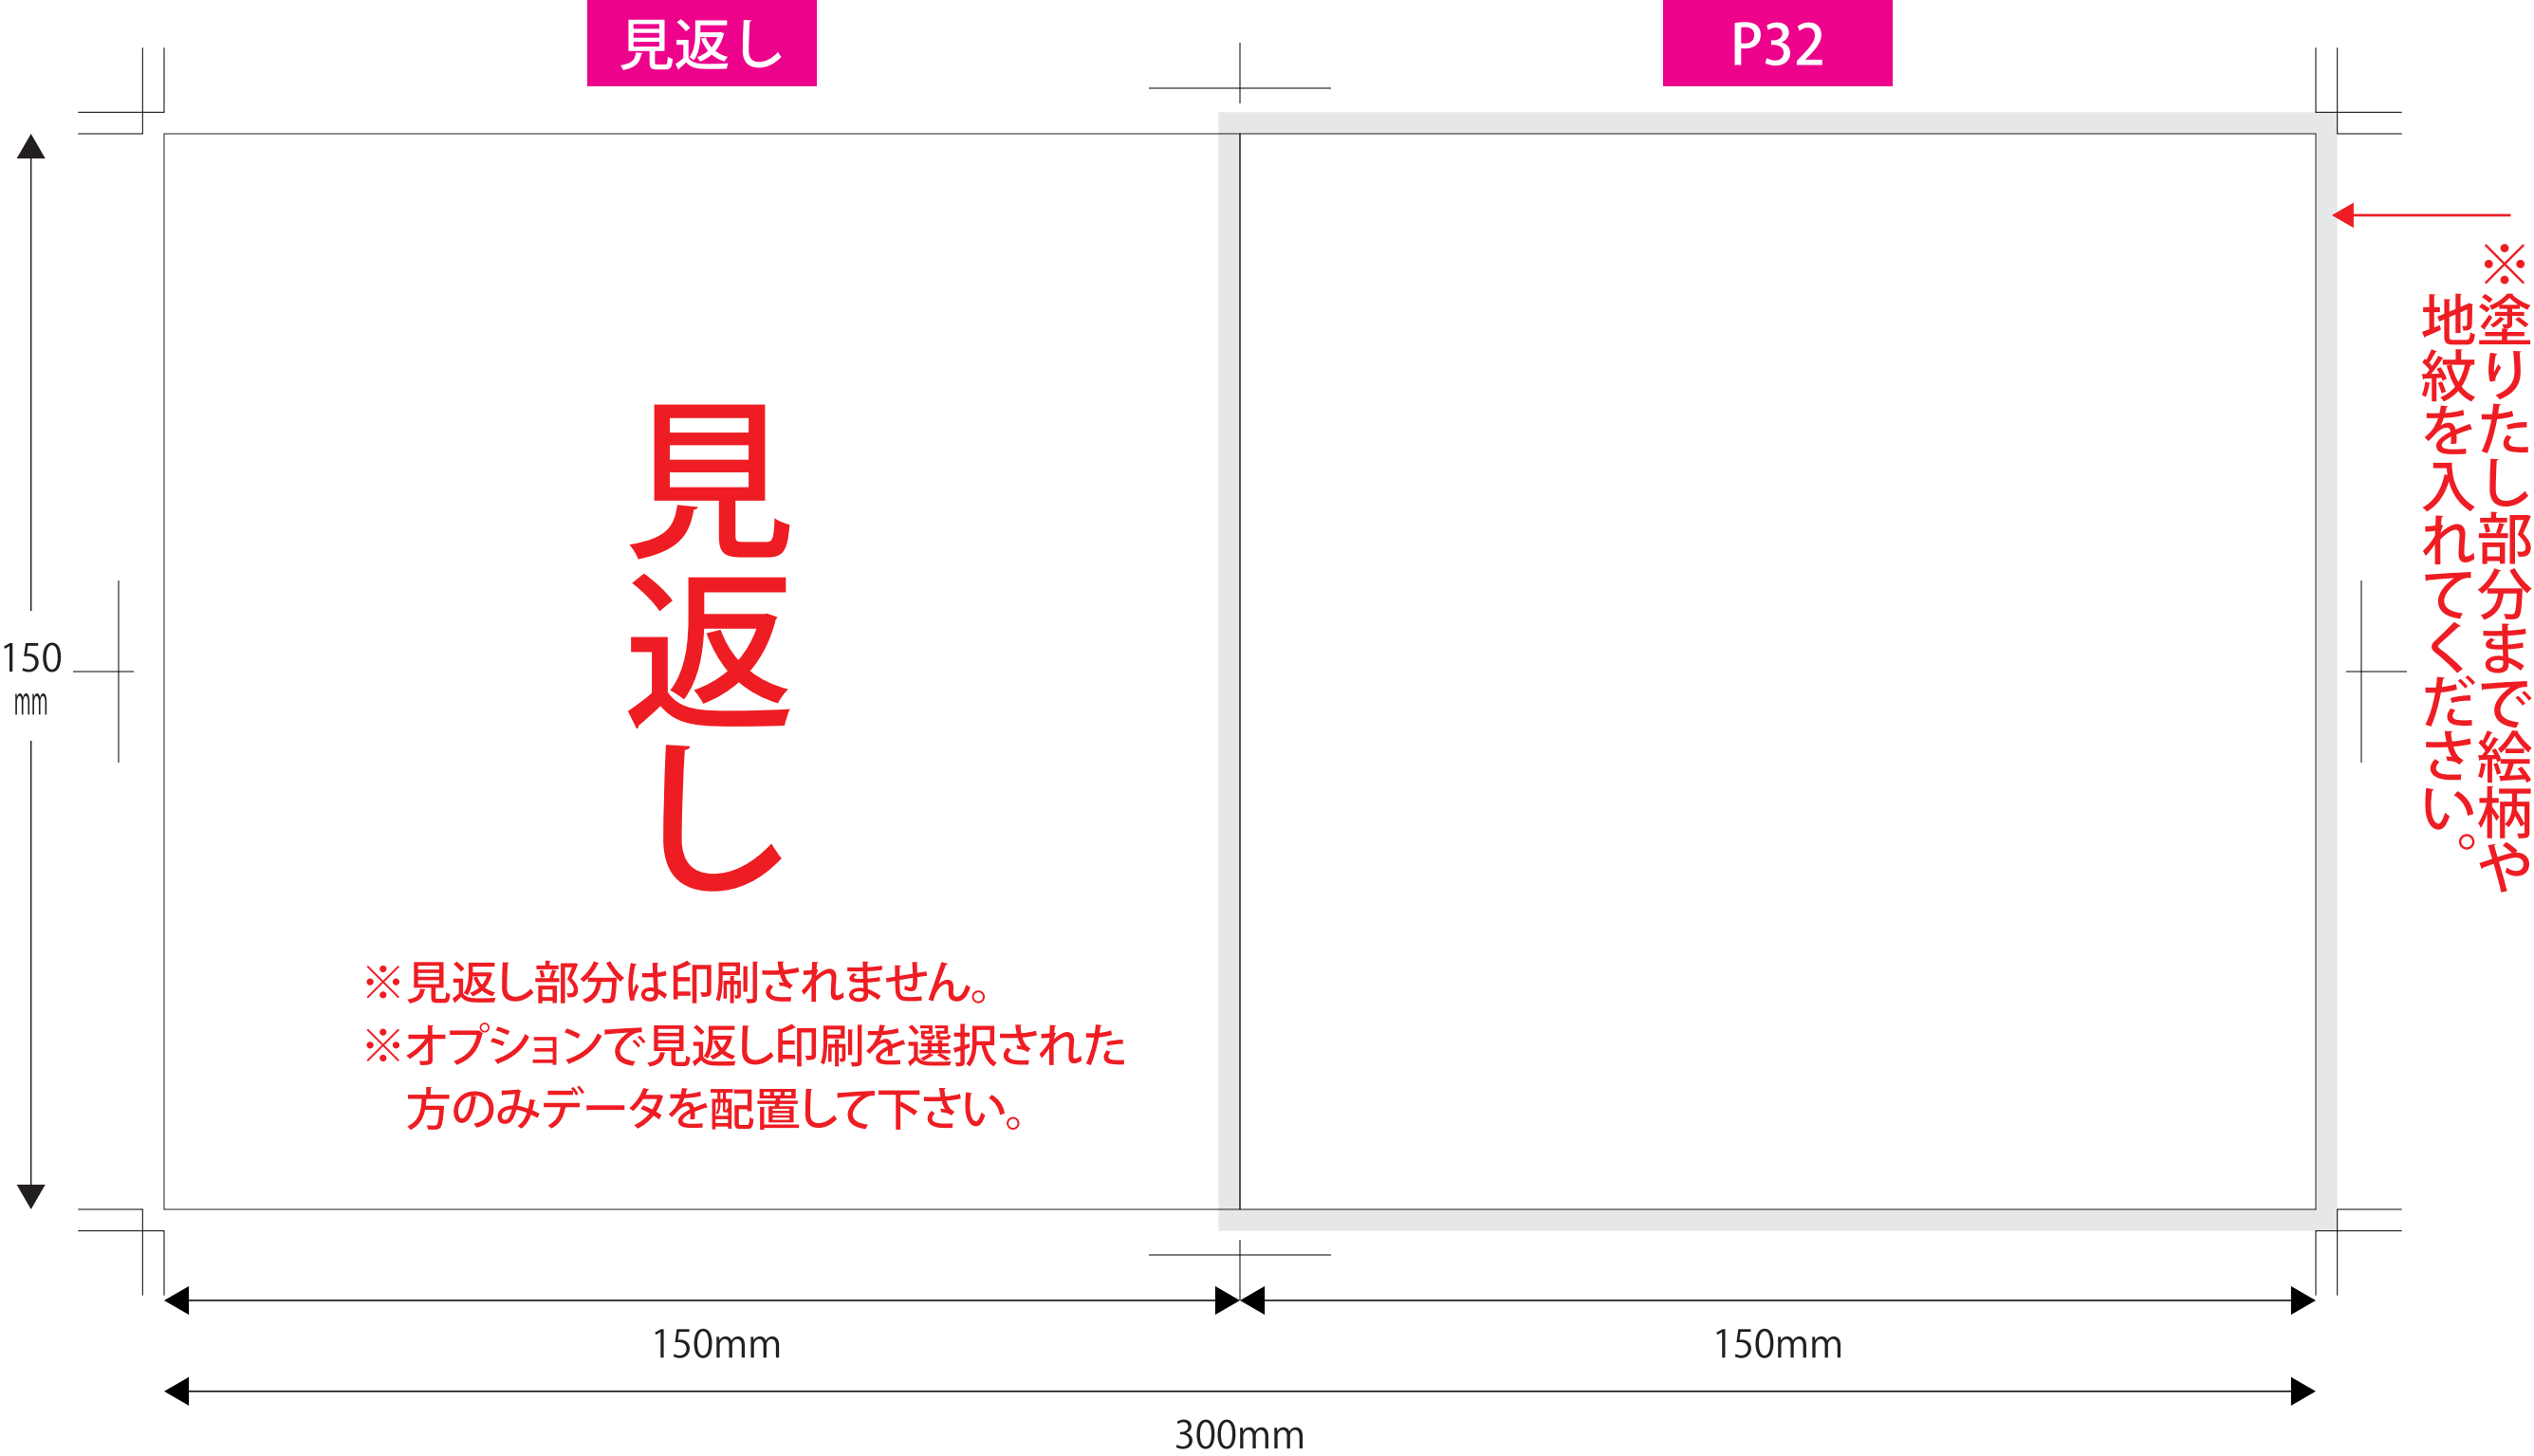 見返し
P32
※塗りたし部分まで絵柄や
地紋を入れてください。
見返し
150
mm
※見返し部分は印刷されません。
※オプションで見返し印刷を選択された
方のみデータを配置して下さい。
150mm
150mm
300mm